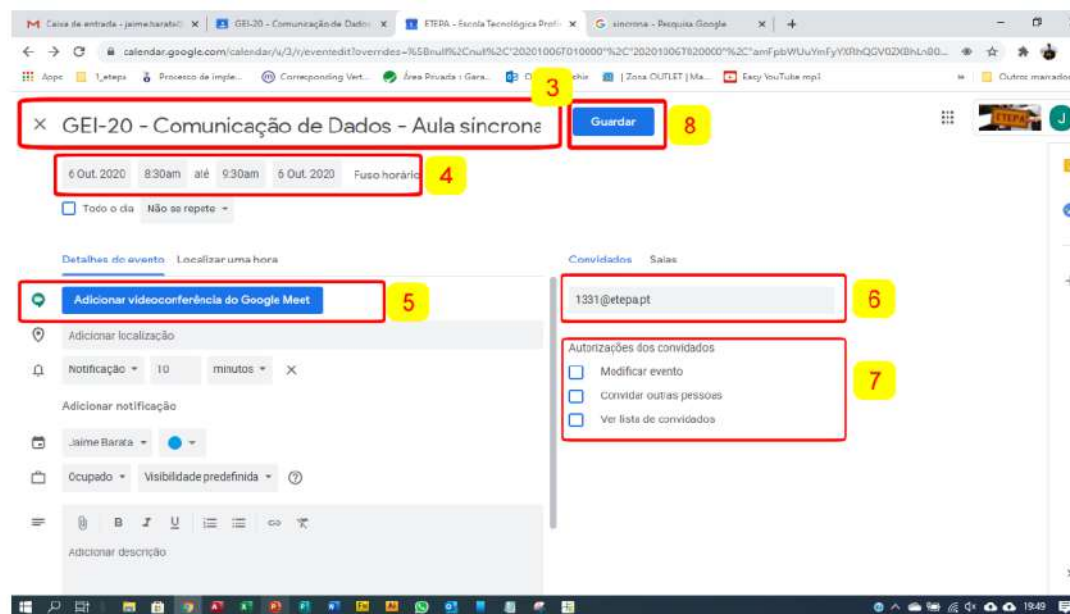 Caixa de entrada - jaime.barata@
GEI-20 - Comunicação de Dados
ETEPA - Escola Tecnológica Profi
sincrona - Pesquisa Google
calendar.google.com/calendar/u/3/r/eventedit?overrides=
Apps
1_etepa
Processo de imple...
Corresponding Vert...
Área Privada : Gara...
| Zona OUTLET | Ma...
Easy YouTube mp3
Outros marcadores
3
GEI-20 - Comunicação de Dados - Aula síncrona
Guardar
8
ETEPA
J
6 Out. 2020 8:30am até 9:30am 6 Out. 2020 Fuso horário
4
Todo o dia Não se repete
Detalhes do evento Localizar uma hora
Convidados Salas
Adicionar videoconferência do Google Meet
5
1331@etepa.pt
6
Adicionar localização
Autorizações dos convidados
Notificação 10 minutos
Modificar evento
7
Convidar outras pessoas
Adicionar notificação
Ver lista de convidados
Jaime Barata
Ocupado Visibilidade predefinida
B I U
Adicionar descrição
19:49